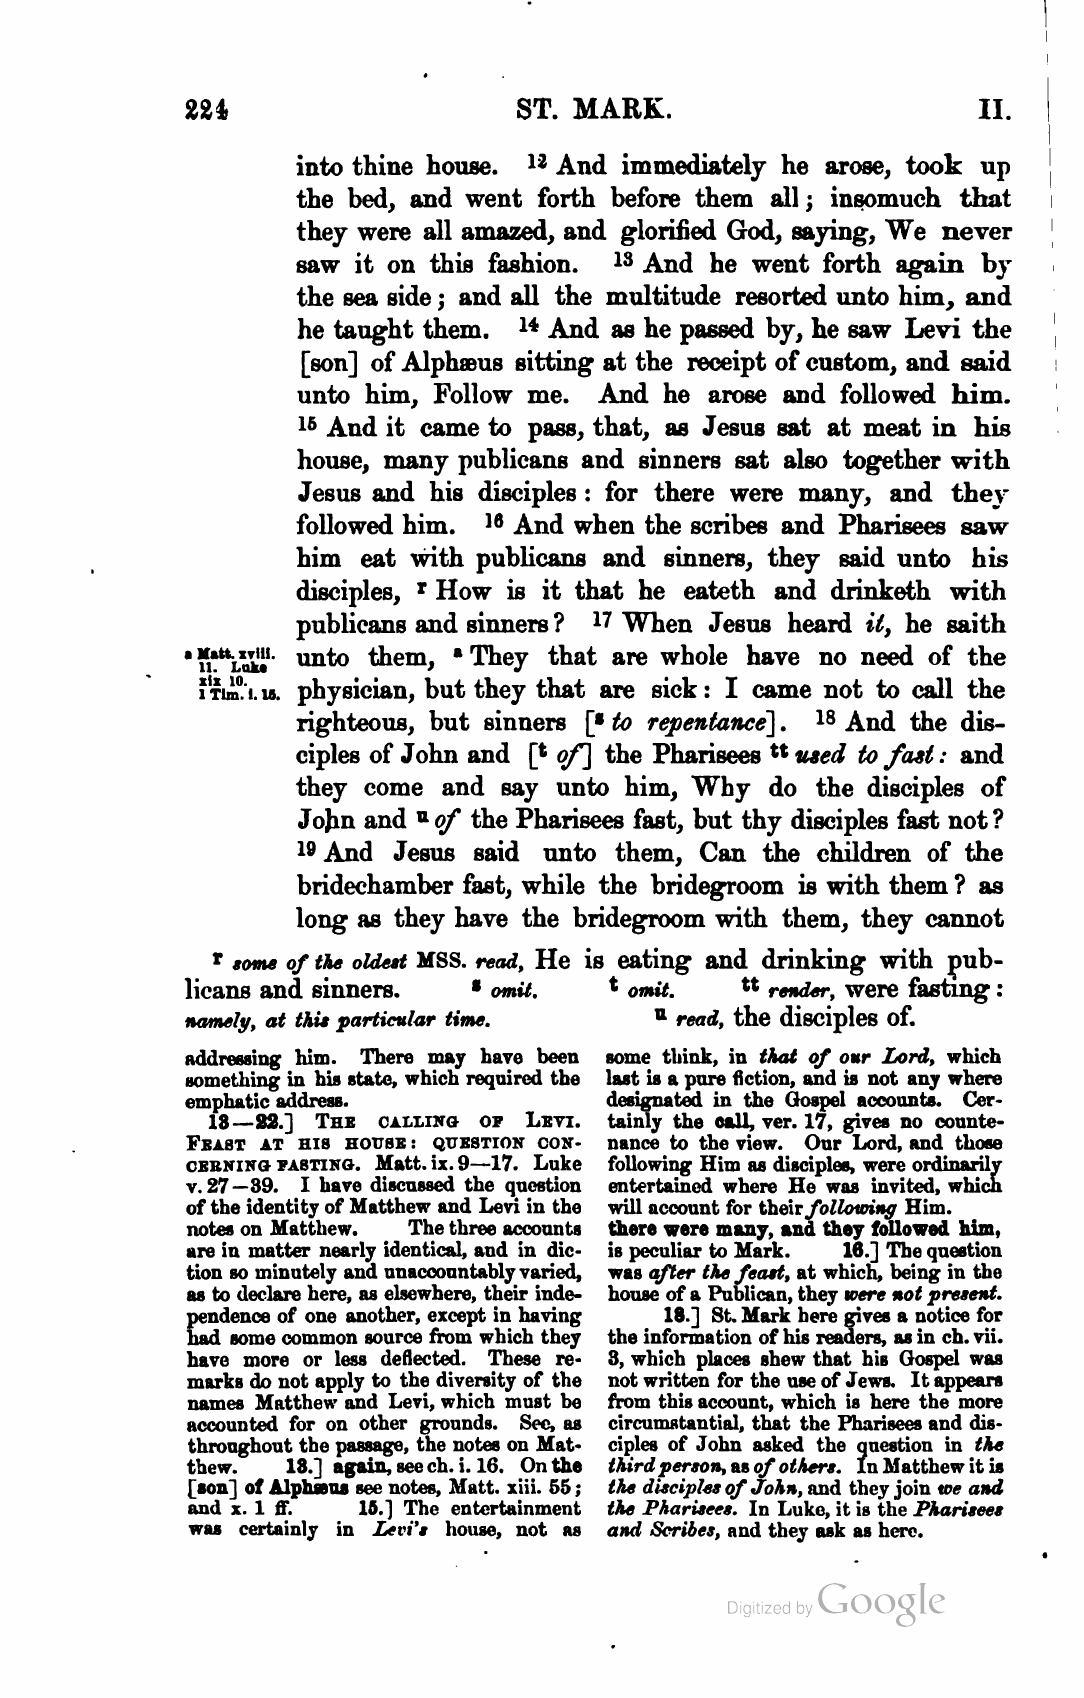 224 ST. MARK. II.
into thine house. 12 And immediately he arose, took up
the bed, and went forth before them all; insomuch that
they were all amazed, and glorified God, saying, We never
saw it on this fashion. 13 And he went forth again by
the sea side; and all the multitude resorted unto him, and
he taught them. 14 And as he passed by, he saw Levi the
[son] of Alphæus sitting at the receipt of custom, and said
unto him, Follow me. And he arose and followed him.
15 And it came to pass, that, as Jesus sat at meat in his
house, many publicans and sinners sat also together with
Jesus and his disciples : for there were many, and they
followed him. 16 And when the scribes and Pharisees saw
him eat with publicans and sinners, they said unto his
disciples, r How is it that he eateth and drinketh with
publicans and sinners? 17 When Jesus heard it, he saith
unto them, a They that are whole have no need of the
physician, but they that are sick: I came not to call the
righteous, but sinners [s to repentance]. 18 And the dis-
ciples of John and [t of] the Pharisees tt used to fast: and
they come and say unto him, Why do the disciples of
John and u of the Pharisees fast, but thy disciples fast not?
19 And Jesus said unto them, Can the children of the
bridechamber fast, while the bridegroom is with them? as
long as they have the bridegroom with them, they cannot
a Matt. xviii.
11. Luke
xix 10.
1 Tim. i. 15.
r some of the oldest MSS. read, He is eating and drinking with pub-
licans and sinners. s omit. t omit. tt render, were fasting :
namely, at this particular time. u read, the disciples of.
addressing him. There may have been
something in his state, which required the
emphatic address.
13—22.] THE CALLING OF LEVI.
FEAST AT HIS HOUSE: QUESTION CON-
CERNING FASTING. Matt. ix. 9—17. Luke
v. 27—39. I have discussed the question
of the identity of Matthew and Levi in the
notes on Matthew. The three accounts
are in matter nearly identical, and in dic-
tion so minutely and unaccountably varied,
as to declare here, as elsewhere, their inde-
pendence of one another, except in having
had some common source from which they
have more or less deflected. These re-
marks do not apply to the diversity of the
names Matthew and Levi, which must be
accounted for on other grounds. See, as
throughout the passage, the notes on Mat-
thew. 13.] again, see ch. i. 16. On the
[son] of Alphæus see notes, Matt. xiii. 55;
and x. 1 ff. 15.] The entertainment
was certainly in Levi's house, not as
some think, in that of our Lord, which
last is a pure fiction, and is not any where
designated in the Gospel accounts. Cer-
tainly the call, ver. 17, gives no counte-
nance to the view. Our Lord, and those
following Him as disciples, were ordinarily
entertained where He was invited, which
will account for their following Him.
there were many, and they followed him,
is peculiar to Mark. 16.] The question
was after the feast, at which, being in the
house of a Publican, they were not present.
18.] St. Mark here gives a notice for
the information of his readers, as in ch. vii.
3, which places shew that his Gospel was
not written for the use of Jews. It appears
from this account, which is here the more
circumstantial, that the Pharisees and dis-
ciples of John asked the question in the
third person, as of others. In Matthew it is
the disciples of John, and they join we and
the Pharisees. In Luke, it is the Pharisees
and Scribes, and they ask as here.
Digitized by Google